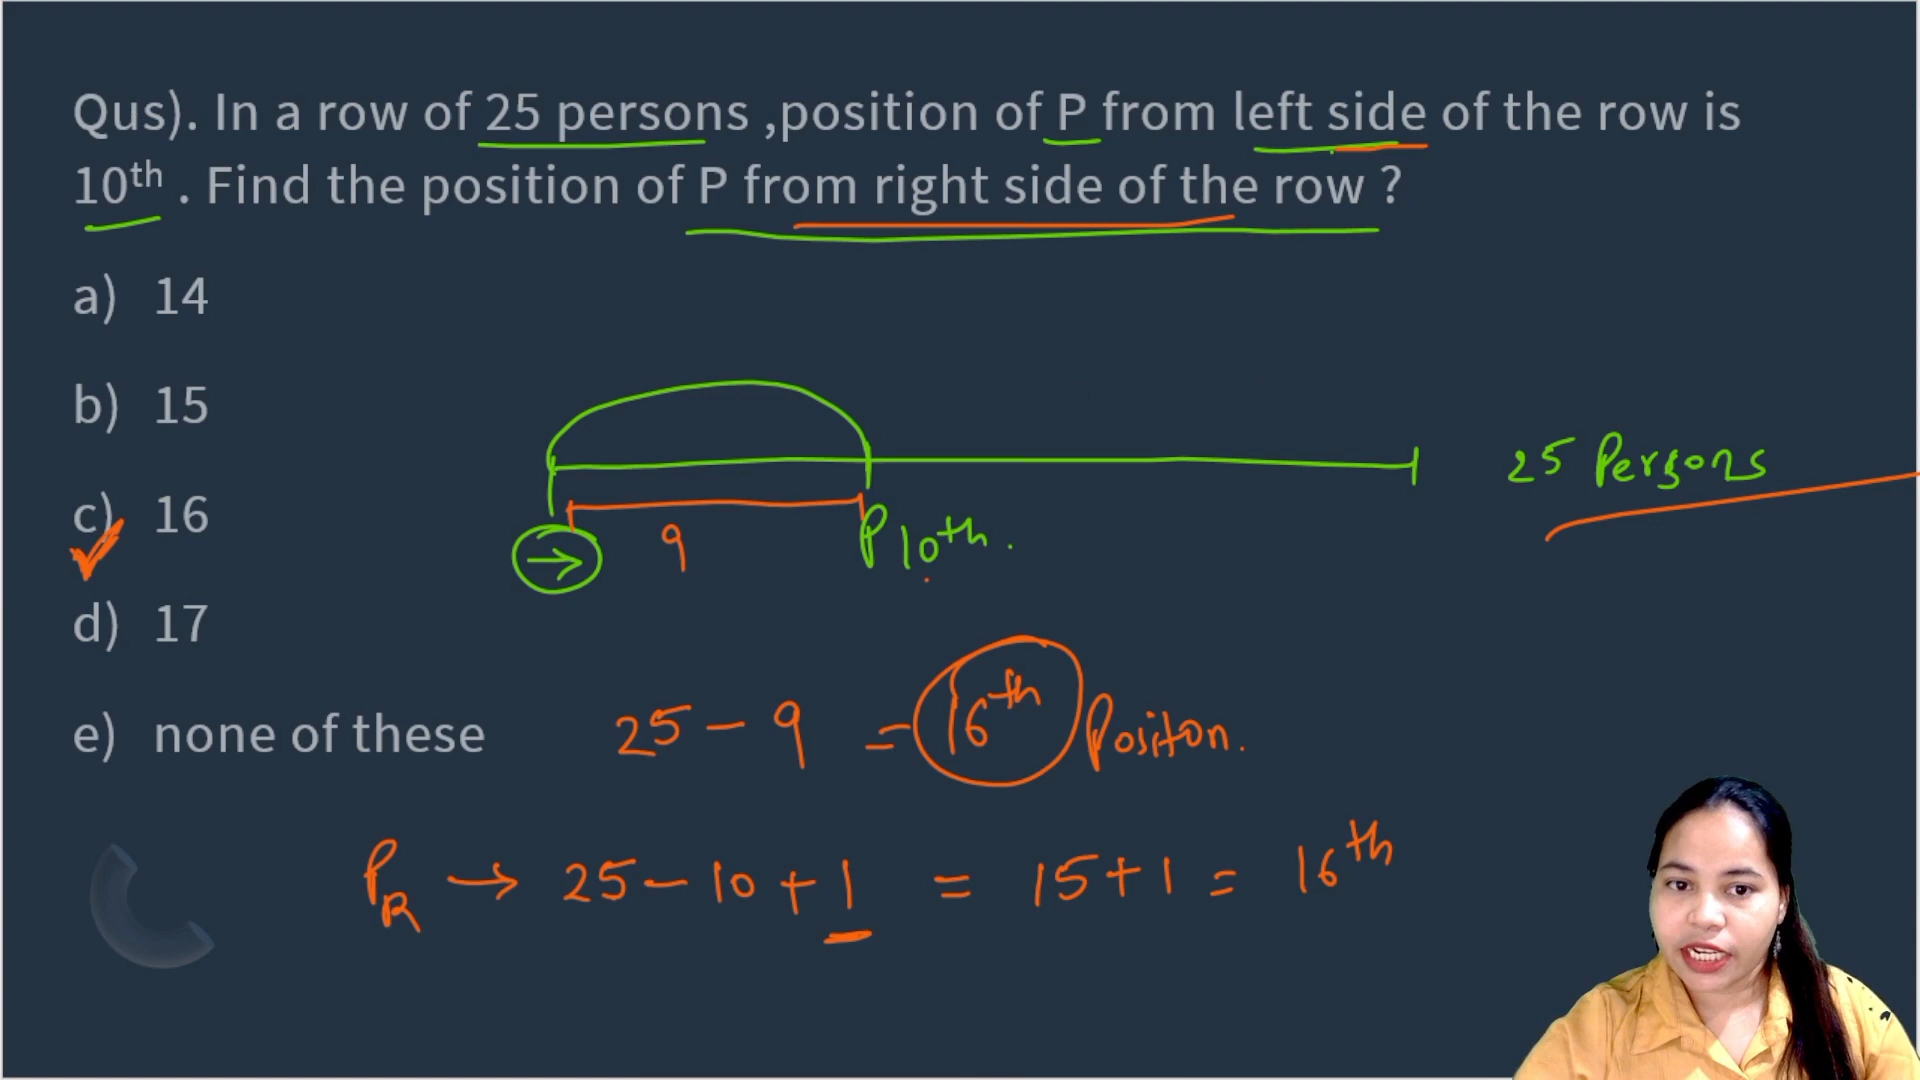 Qus). In a row of 25 persons ,position of P from left side of the row is
10th . Find the position of P from right side of the row ?
a) 14
b) 15
c) 16
d) 17
e) none of these
25 Persons
9
P 10th.
25 - 9 = 16th Positon.
PR → 25 - 10 + 1 = 15 + 1 = 16th